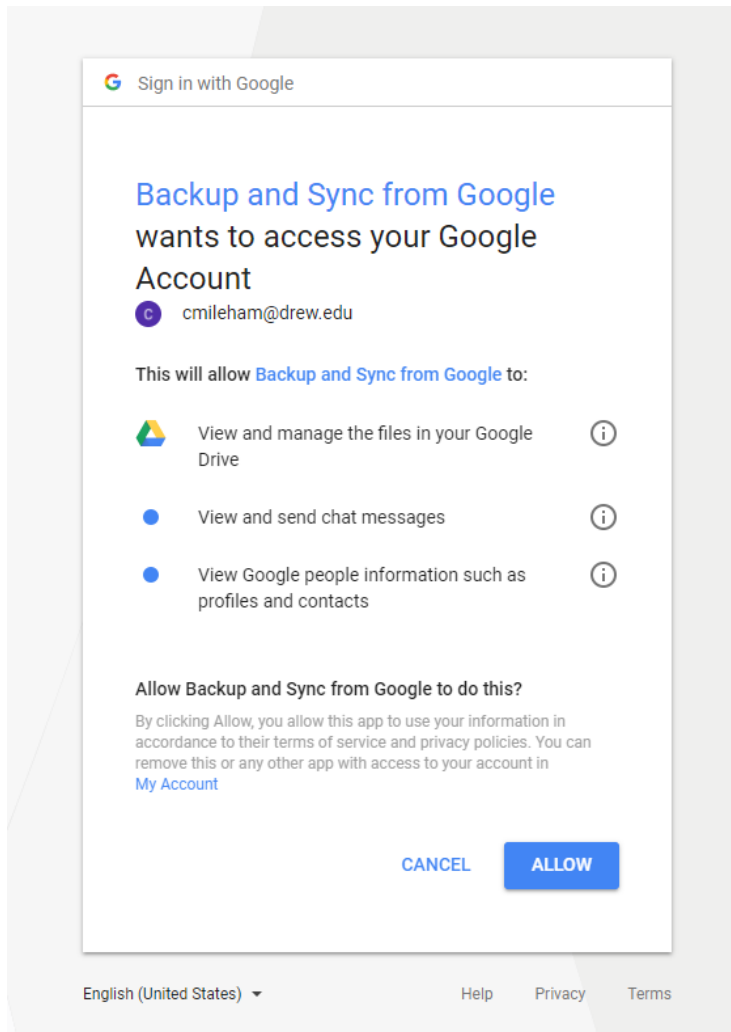 Sign in with Google
Backup and Sync from Google
wants to access your Google
Account
C cmileham@drew.edu
This will allow Backup and Sync from Google to:
View and manage the files in your Google
Drive
View and send chat messages
View Google people information such as
profiles and contacts
Allow Backup and Sync from Google to do this?
By clicking Allow, you allow this app to use your information in
accordance to their terms of service and privacy policies. You can
remove this or any other app with access to your account in
My Account
CANCEL ALLOW
English (United States) Help Privacy Terms